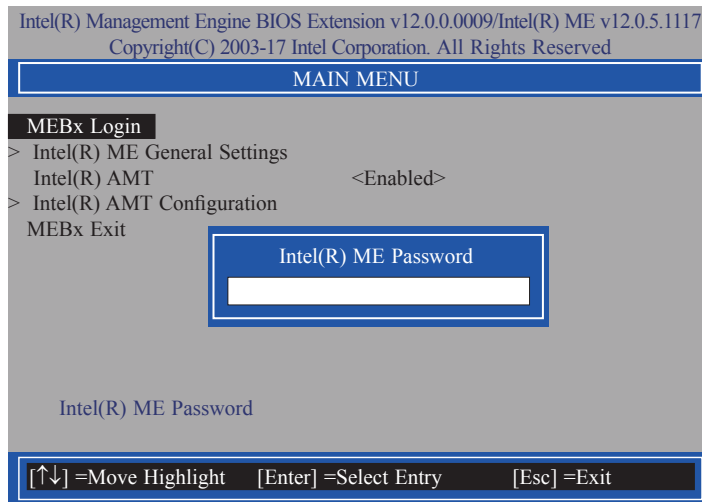 Intel(R) Management Engine BIOS Extension v12.0.0.0009/Intel(R) ME v12.0.5.1117
Copyright(C) 2003-17 Intel Corporation. All Rights Reserved
MAIN MENU
MEBx Login
> Intel(R) ME General Settings
Intel(R) AMT <Enabled>
> Intel(R) AMT Configuration
MEBx Exit
Intel(R) ME Password
Intel(R) ME Password
[↑↓] =Move Highlight [Enter] =Select Entry [Esc] =Exit